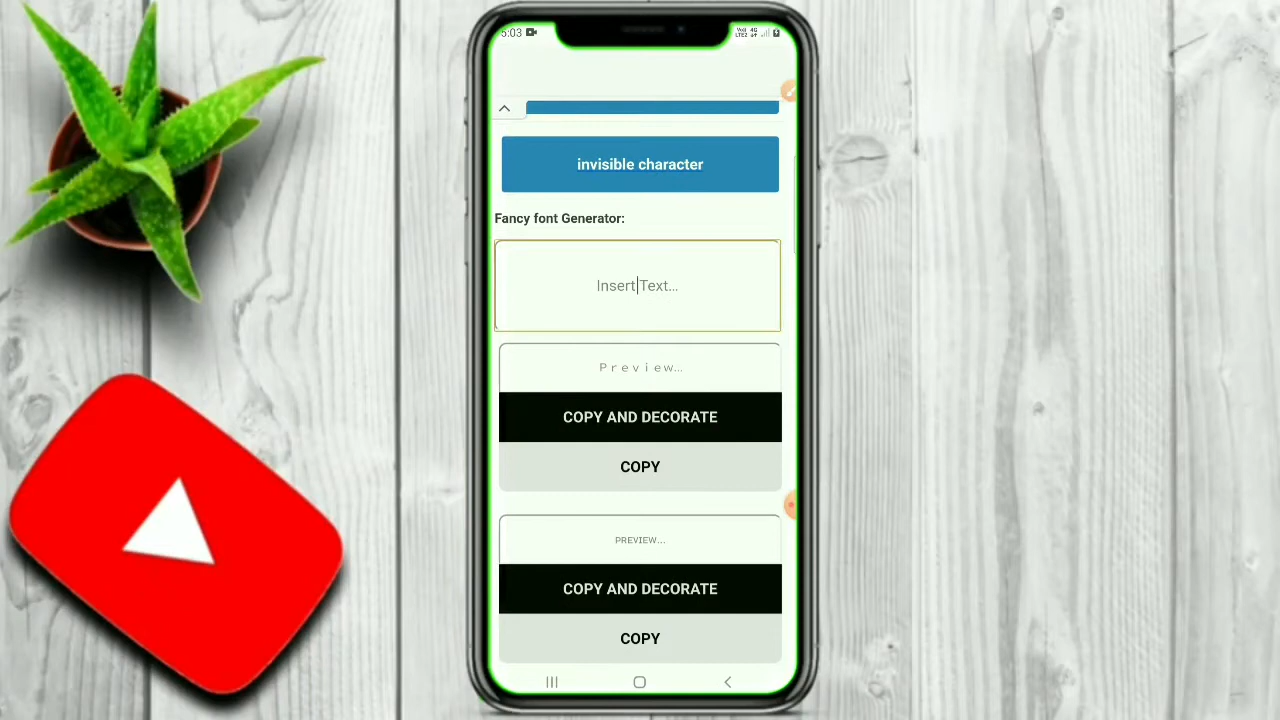 5:03
invisible character
Fancy font Generator:
Insert Text...
Preview...
COPY AND DECORATE
COPY
PREVIEW...
COPY AND DECORATE
COPY